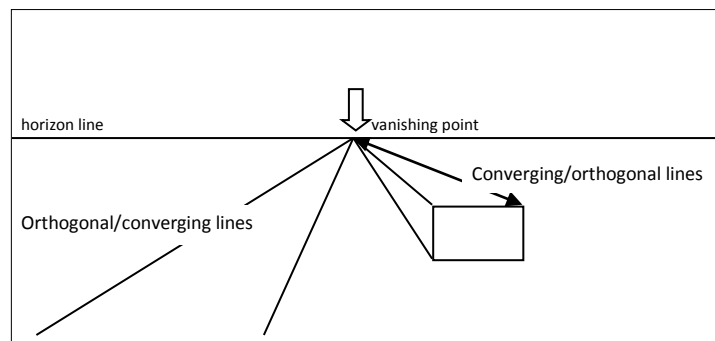 horizon line
vanishing point
Converging/orthogonal lines
Orthogonal/converging lines